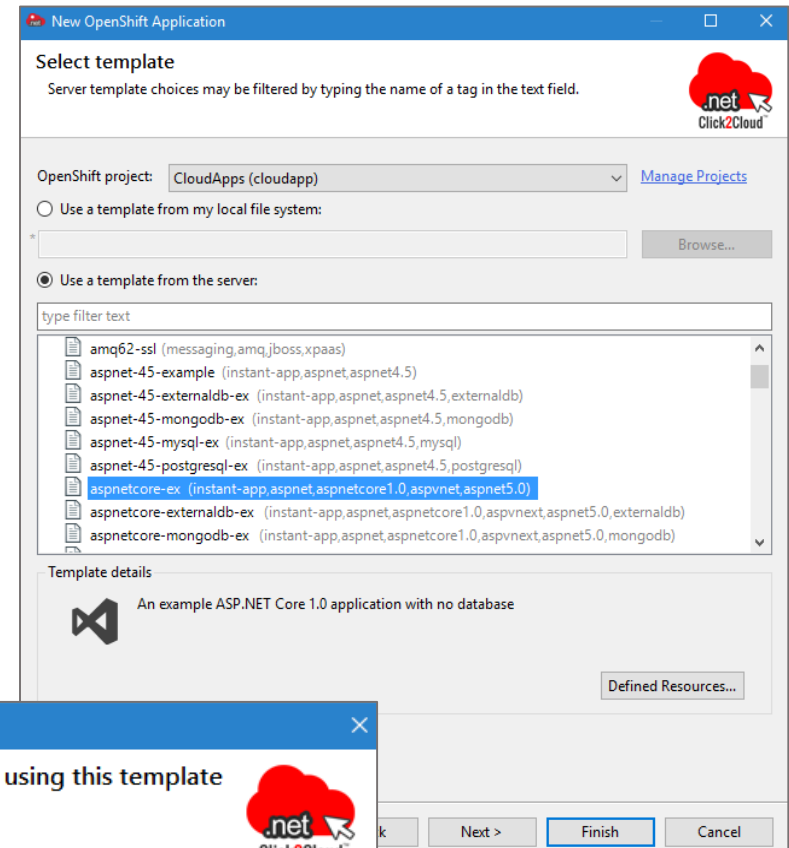 New OpenShift Application
Select template
Server template choices may be filtered by typing the name of a tag in the text field.
.net
Click2Cloud™
OpenShift project: CloudApps (cloudapp) Manage Projects
Use a template from my local file system:
* Browse...
Use a template from the server:
type filter text
amq62-ssl (messaging,amq,jboss,xpaas)
aspnet-45-example (instant-app,aspnet,aspnet4.5)
aspnet-45-externaldb-ex (instant-app,aspnet,aspnet4.5,externaldb)
aspnet-45-mongodb-ex (instant-app,aspnet,aspnet4.5,mongodb)
aspnet-45-mysql-ex (instant-app,aspnet,aspnet4.5,mysql)
aspnet-45-postgresql-ex (instant-app,aspnet,aspnet4.5,postgresql)
aspnetcore-ex (instant-app,aspnet,aspnetcore1.0,aspvnet,aspnet5.0)
aspnetcore-externaldb-ex (instant-app,aspnet,aspnetcore1.0,aspvnext,aspnet5.0,externaldb)
aspnetcore-mongodb-ex (instant-app,aspnet,aspnetcore1.0,aspvnext,aspnet5.0,mongodb)
Template details
An example ASP.NET Core 1.0 application with no database
Defined Resources...
using this template
.net
k Next > Finish Cancel